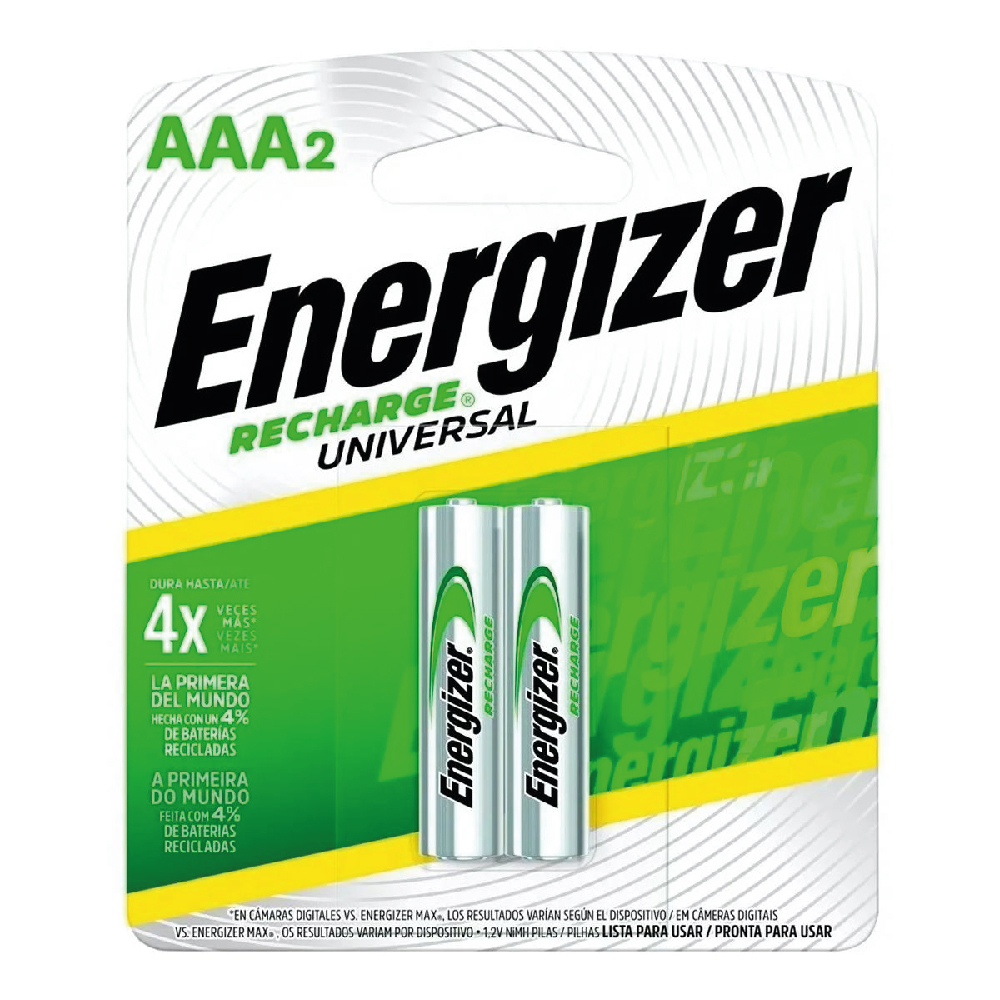 AAA2
Energizer
RECHARGE®
UNIVERSAL
DURA HASTA/ATÉ
4x VECES
MÁS*
VEZES
MAIS*
LA PRIMERA
DEL MUNDO
HECHA CON UN 4%
DE BATERÍAS
RECICLADAS
A PRIMEIRA
DO MUNDO
FEITA COM 4%
DE BATERIAS
RECICLADAS
Energizer®
RECHARGE
Energizer®
RECHARGE
Energizer
*EN CÁMARAS DIGITALES VS. ENERGIZER MAX®, LOS RESULTADOS VARÍAN SEGÚN EL DISPOSITIVO / EM CÂMERAS DIGITAIS
VS. ENERGIZER MAX®, OS RESULTADOS VARIAM POR DISPOSITIVO • 1,2V NIMH PILAS / PILHAS LISTA PARA USAR / PRONTA PARA USAR